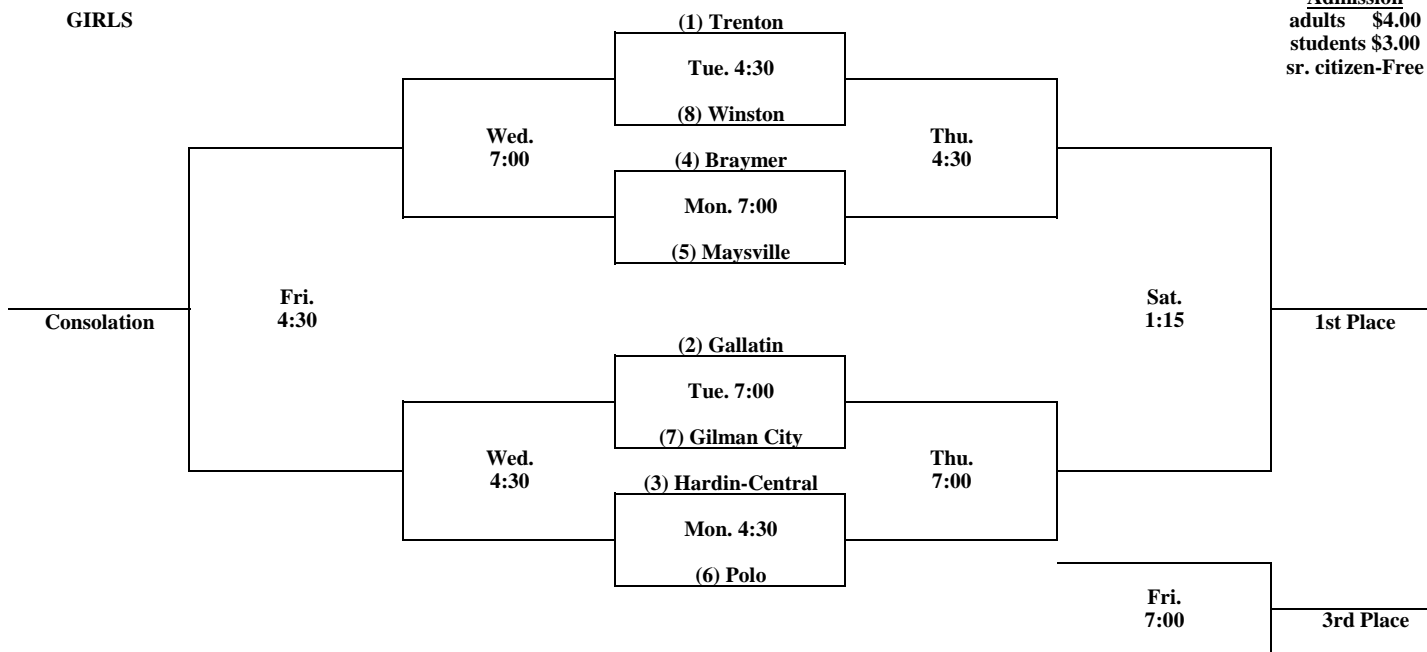 Admission
GIRLS
adults $4.00
students $3.00
sr. citizen-Free
(1) Trenton
Tue. 4:30
(8) Winston
Wed.
7:00
Thu.
4:30
(4) Braymer
Mon. 7:00
(5) Maysville
Fri.
4:30
Consolation
Sat.
1:15
1st Place
(2) Gallatin
Tue. 7:00
(7) Gilman City
Wed.
4:30
Thu.
7:00
(3) Hardin-Central
Mon. 4:30
(6) Polo
Fri.
7:00
3rd Place